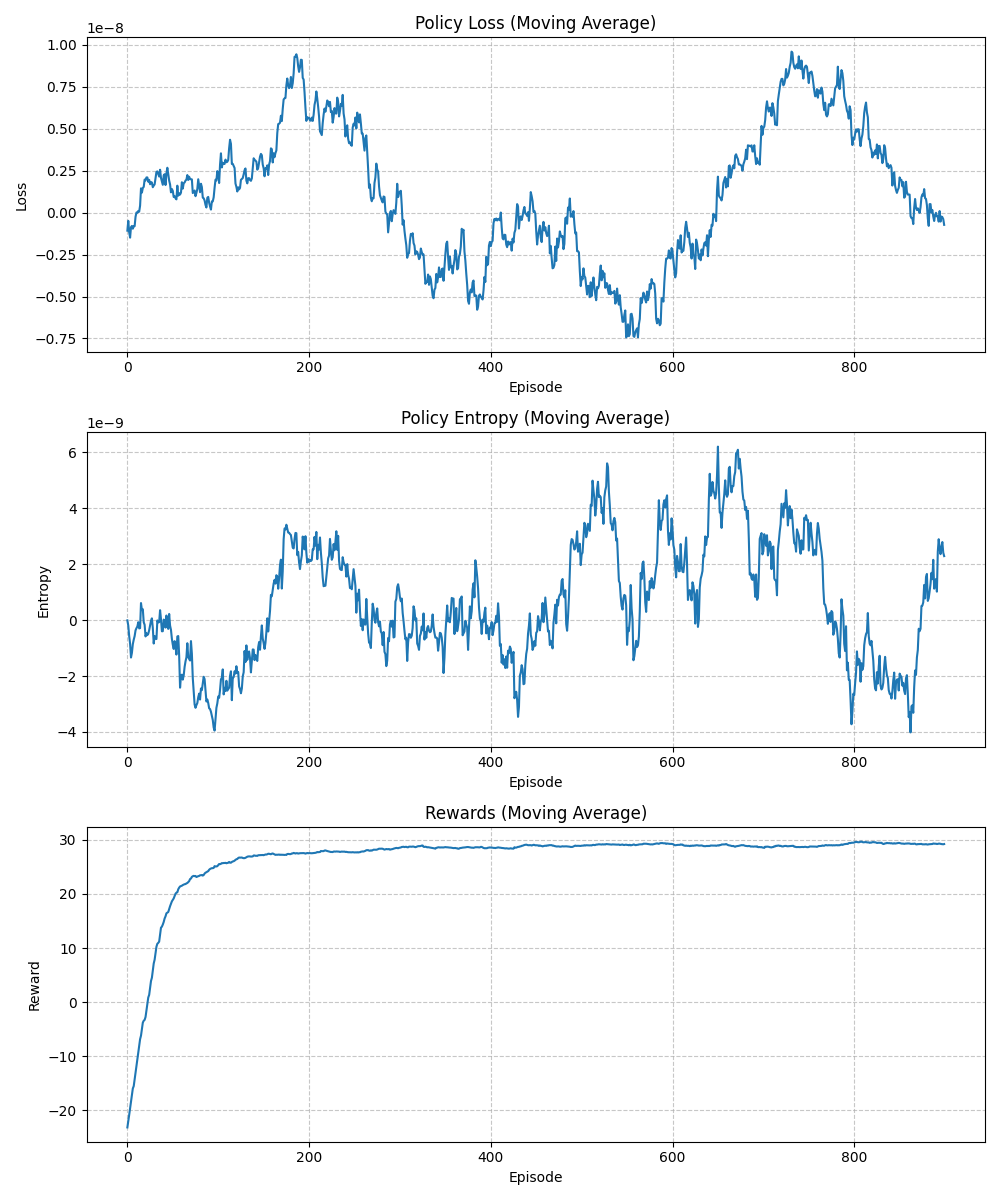 Policy Loss (Moving Average)
1e−8
1.00
0.75
0.50
0.25
0.00
−0.25
−0.50
−0.75
Loss
0 200 400 600 800
Episode
Policy Entropy (Moving Average)
1e−9
6
4
2
0
−2
−4
Entropy
0 200 400 600 800
Episode
Rewards (Moving Average)
30
20
10
0
−10
−20
Reward
0 200 400 600 800
Episode